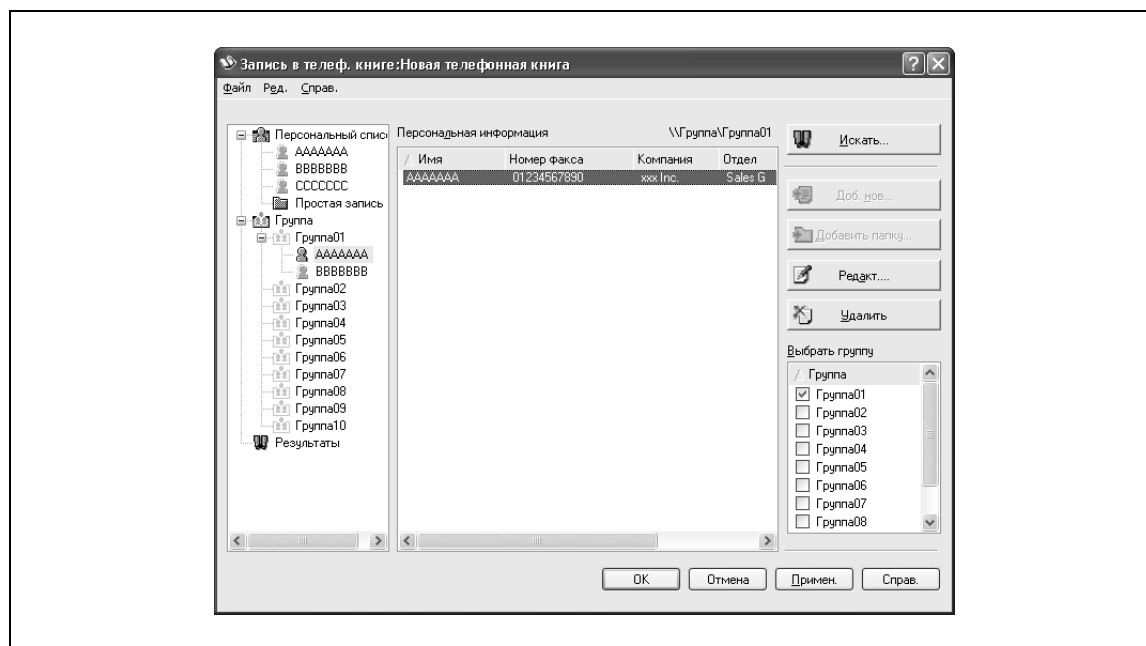 Запись в телеф. книге:Новая телефонная книга
Файл Ред. Справ.
Персональный списо
AAAAAAA
BBBBBBB
CCCCCCC
Простая запись
Группа
Группа01
AAAAAAA
BBBBBBB
Группа02
Группа03
Группа04
Группа05
Группа06
Группа07
Группа08
Группа09
Группа10
Результаты
Персональная информация \\Группа\Группа01
Имя Номер факса Компания Отдел
AAAAAAA 01234567890 xxx Inc. Sales G
Искать...
Доб. нов...
Добавить папку...
Редакт....
Удалить
Выбрать группу
Группа
Группа01
Группа02
Группа03
Группа04
Группа05
Группа06
Группа07
Группа08
OK Отмена Примен. Справ.